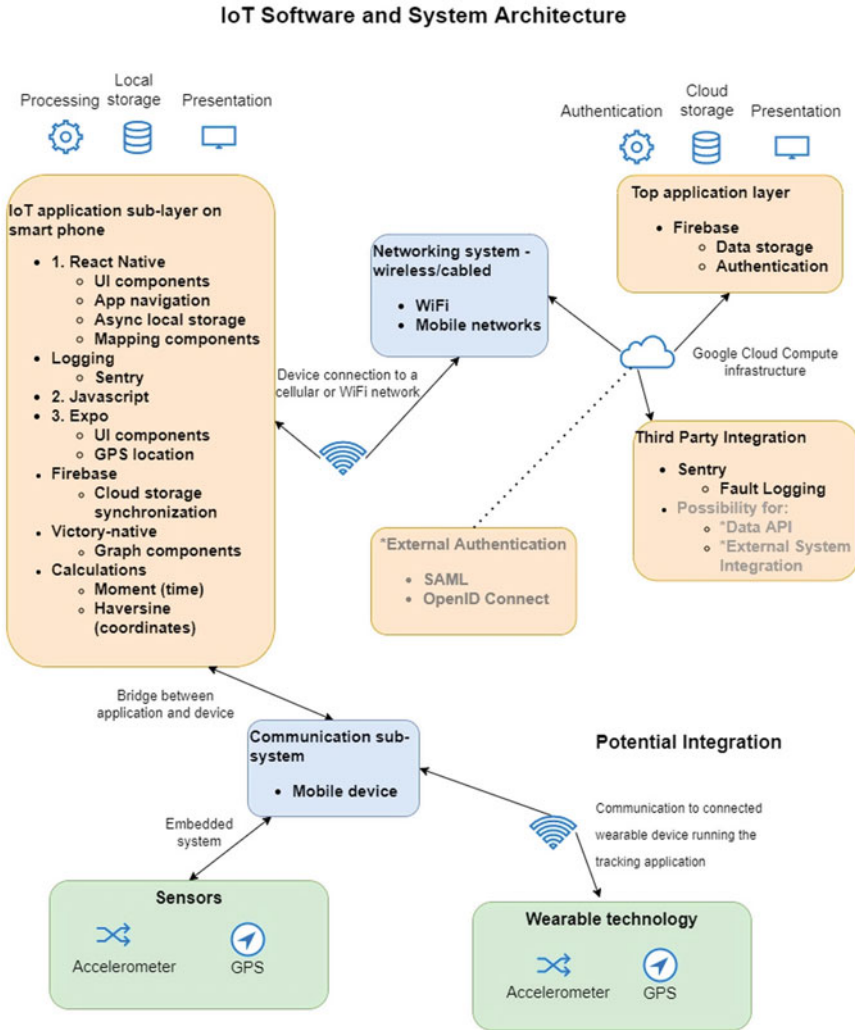 IoT Software and System Architecture
Processing
Local
storage
Presentation
Authentication
Cloud
storage
Presentation
IoT application sub-layer on
smart phone
• 1. React Native
○ UI components
○ App navigation
○ Async local storage
○ Mapping components
• Logging
○ Sentry
• 2. Javascript
• 3. Expo
○ UI components
○ GPS location
• Firebase
○ Cloud storage
synchronization
• Victory-native
○ Graph components
• Calculations
○ Moment (time)
○ Haversine
(coordinates)
Device connection to a
cellular or WiFi network
Networking system -
wireless/cabled
• WiFi
• Mobile networks
Top application layer
• Firebase
○ Data storage
○ Authentication
Google Cloud Compute
infrastructure
Third Party Integration
• Sentry
○ Fault Logging
• Possibility for:
○ *Data API
○ *External System
Integration
*External Authentication
• SAML
• OpenID Connect
Bridge between
application and device
Communication sub-
system
• Mobile device
Embedded
system
Potential Integration
Communication to connected
wearable device running the
tracking application
Sensors
Accelerometer
GPS
Wearable technology
Accelerometer
GPS